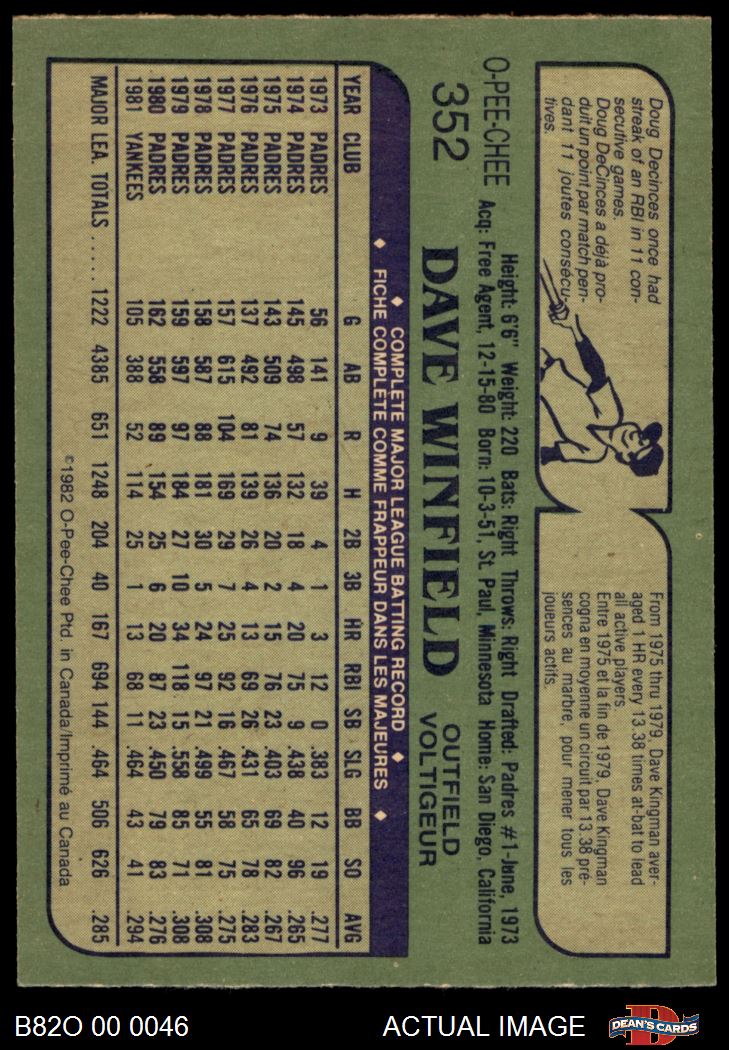 Doug Decinces once had
streak of an RBI in 11 con-
secutive games.
Doug DeCinces a déjà pro-
duit un point par match pen-
dant 11 joutes consécu-
tives.
From 1975 thru 1979, Dave Kingman aver-
aged 1 HR every 13.38 times at-bat to lead
all active players
Entre 1975 et la fin de 1979, Dave Kingman
cogna en moyenne un circuit par 13.38 pré-
sences au marbre, pour mener tous les
joueurs actifs.
O-PEE-CHEE
352
Height: 6'6" Weight: 220 Bats: Right Throws: Right Drafted: Padres #1-June, 1973
Acq: Free Agent, 12-15-80 Born: 10-3-51, St. Paul, Minnesota Home: San Diego, California
DAVE WINFIELD
OUTFIELD
VOLTIGEUR
◆ COMPLETE MAJOR LEAGUE BATTING RECORD ◆
◆ FICHE COMPLETE COMME FRAPPEUR DANS LES MAJEURES ◆
YEAR CLUB G AB R H 2B 3B HR RBI SB SLG BB SO AVG
1973 PADRES 56 141 9 39 4 1 3 12 0 .383 12 19 .277
1974 PADRES 145 498 57 132 18 4 20 75 9 .438 40 96 .265
1975 PADRES 143 509 74 136 20 2 15 76 23 .403 69 82 .267
1976 PADRES 137 492 81 139 26 4 13 69 26 .431 65 78 .283
1977 PADRES 157 615 104 169 29 7 25 92 16 .467 58 75 .275
1978 PADRES 158 587 88 181 30 5 24 97 21 .499 55 81 .308
1979 PADRES 159 597 97 184 27 10 34 118 15 .558 85 71 .308
1980 PADRES 162 558 89 154 25 6 20 87 23 .450 79 83 .276
1981 YANKEES 105 388 52 114 25 1 13 68 11 .464 43 41 .294
MAJOR LEA. TOTALS ..... 1222 4385 651 1248 204 40 167 694 144 .464 506 626 .285
©1982 O-Pee-Chee Ptd. in Canada/Imprimé au Canada
B82O 00 0046
ACTUAL IMAGE
DEAN'S CARDS